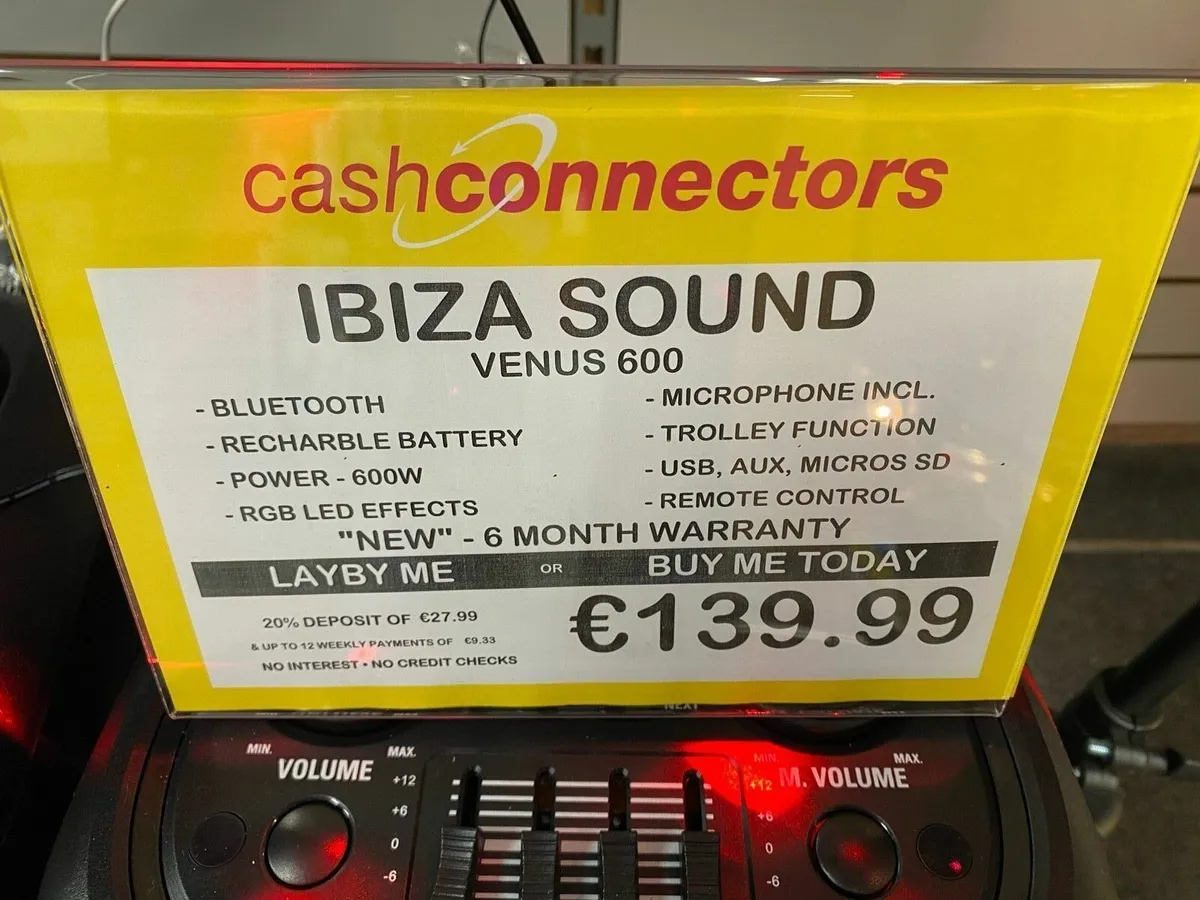 cashconnectors
IBIZA SOUND
VENUS 600
- BLUETOOTH
- RECHARBLE BATTERY
- POWER - 600W
- RGB LED EFFECTS
- MICROPHONE INCL.
- TROLLEY FUNCTION
- USB, AUX, MICROS SD
- REMOTE CONTROL
"NEW" - 6 MONTH WARRANTY
LAYBY ME OR BUY ME TODAY
20% DEPOSIT OF €27.99
& UP TO 12 WEEKLY PAYMENTS OF €9.33
NO INTEREST • NO CREDIT CHECKS
€139.99
NEXT
MIN. MAX.
VOLUME
+12
+6
0
-6
MIN. MAX.
M. VOLUME
+12
+6
0
-6